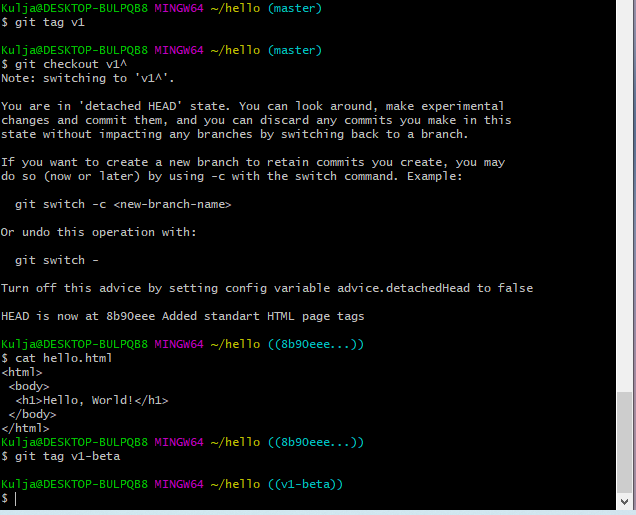 Kulja@DESKTOP-BULPQB8 MINGW64 ~/hello (master)
$ git tag v1
Kulja@DESKTOP-BULPQB8 MINGW64 ~/hello (master)
$ git checkout v1^
Note: switching to 'v1^'.
You are in 'detached HEAD' state. You can look around, make experimental
changes and commit them, and you can discard any commits you make in this
state without impacting any branches by switching back to a branch.
If you want to create a new branch to retain commits you create, you may
do so (now or later) by using -c with the switch command. Example:
git switch -c <new-branch-name>
Or undo this operation with:
git switch -
Turn off this advice by setting config variable advice.detachedHead to false
HEAD is now at 8b90eee Added standart HTML page tags
Kulja@DESKTOP-BULPQB8 MINGW64 ~/hello ((8b90eee...))
$ cat hello.html
<html>
<body>
<h1>Hello, World!</h1>
</body>
</html>
Kulja@DESKTOP-BULPQB8 MINGW64 ~/hello ((8b90eee...))
$ git tag v1-beta
Kulja@DESKTOP-BULPQB8 MINGW64 ~/hello ((v1-beta))
$